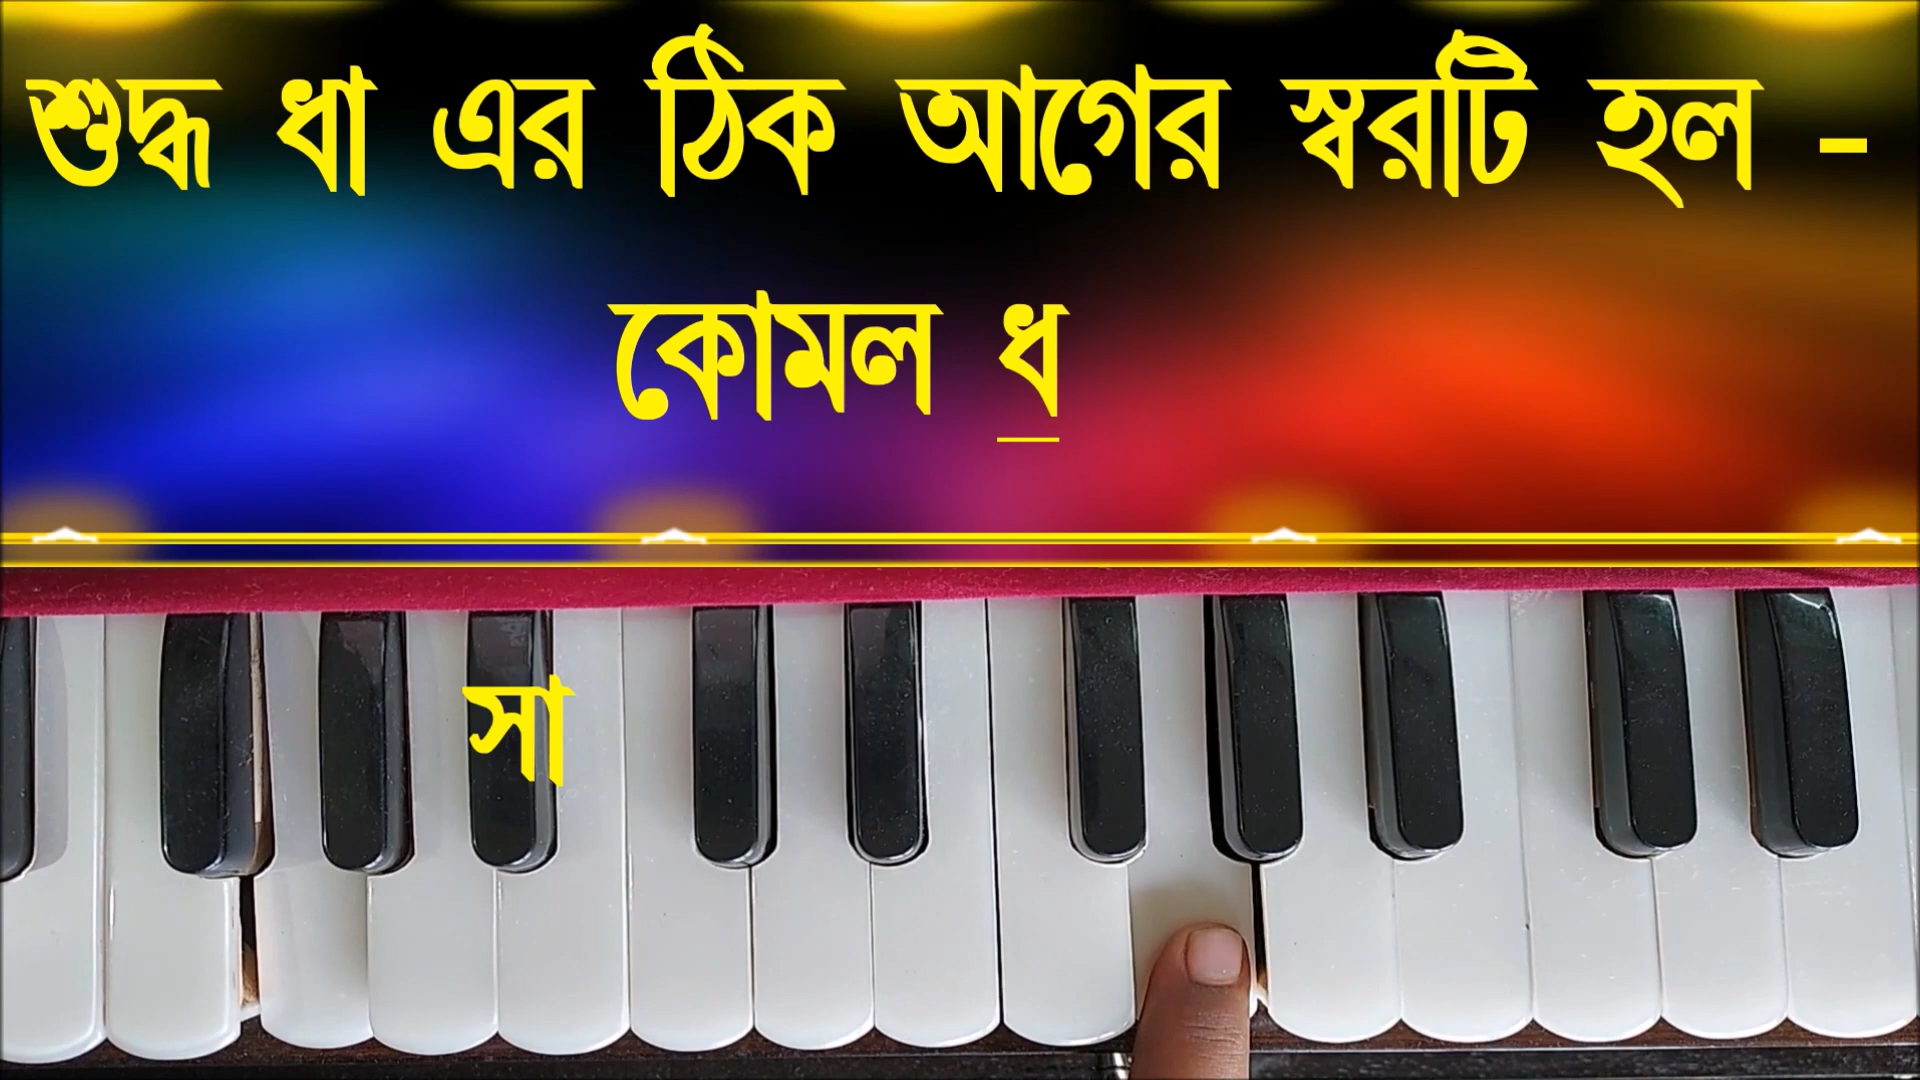 শুদ্ধ ধা এর ঠিক আগের স্বরটি হল -
কোমল ধ
সা